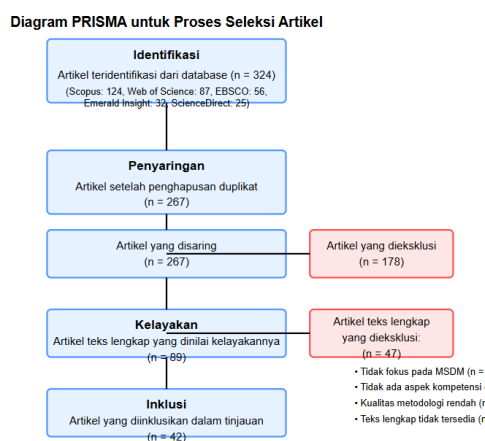 Diagram PRISMA untuk Proses Seleksi Artikel
Identifikasi
Artikel teridentifikasi dari database (n = 324)
(Scopus: 124, Web of Science: 87, EBSCO: 56,
Emerald Insight: 32, ScienceDirect: 25)
Penyaringan
Artikel setelah penghapusan duplikat
(n = 267)
Artikel yang disaring
(n = 267)
Artikel yang dieksklusi
(n = 178)
Kelayakan
Artikel teks lengkap yang dinilai kelayakannya
(n = 89)
Artikel teks lengkap
yang dieksklusi:
(n = 47)
• Tidak fokus pada MSDM (n =
• Tidak ada aspek kompetensi
• Kualitas metodologi rendah (n
• Teks lengkap tidak tersedia (n
Inklusi
Artikel yang diinklusikan dalam tinjauan
(n = 42)